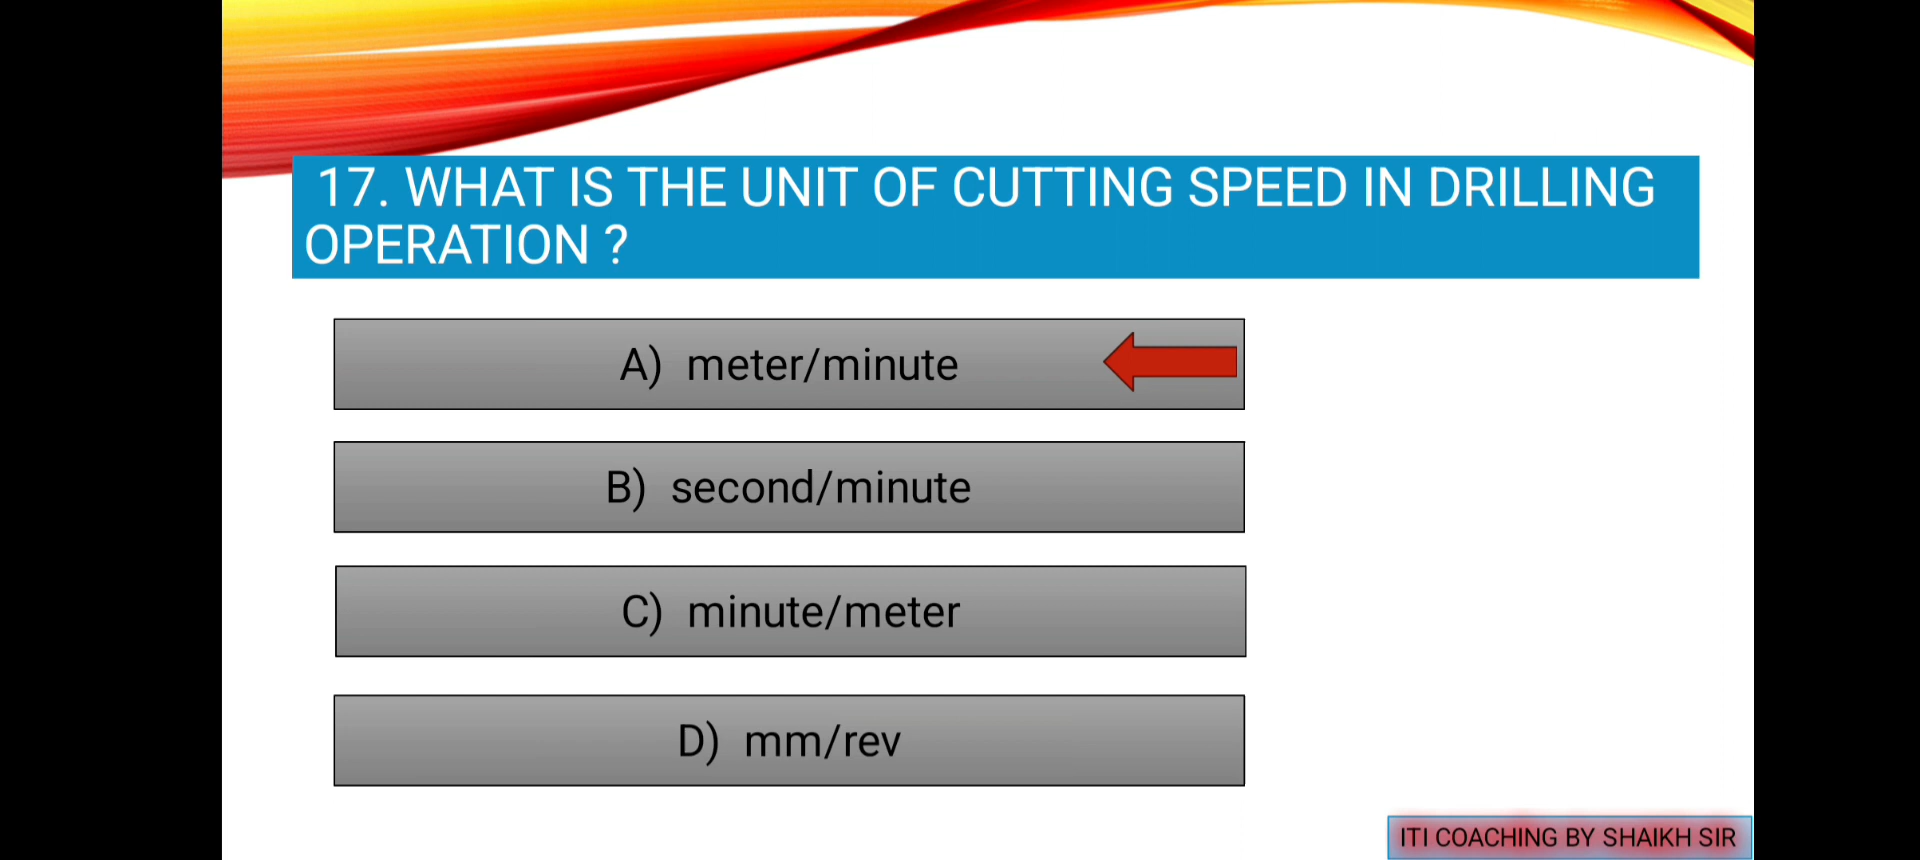 17. WHAT IS THE UNIT OF CUTTING SPEED IN DRILLING
OPERATION ?
A) meter/minute
B) second/minute
C) minute/meter
D) mm/rev
ITI COACHING BY SHAIKH SIR